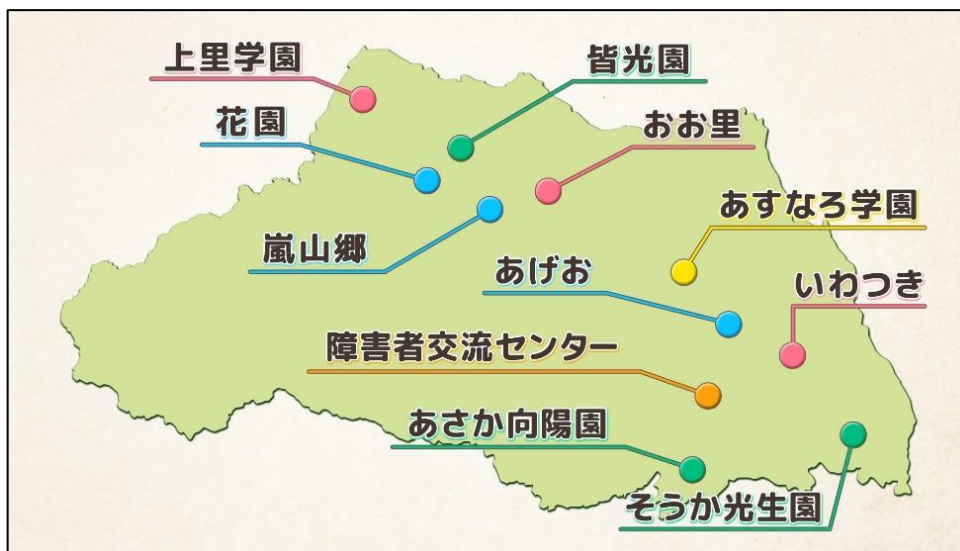 上里学園
皆光園
花園
おお里
あすなろ学園
嵐山郷
あげお
いわつき
障害者交流センター
あさか向陽園
そうか光生園